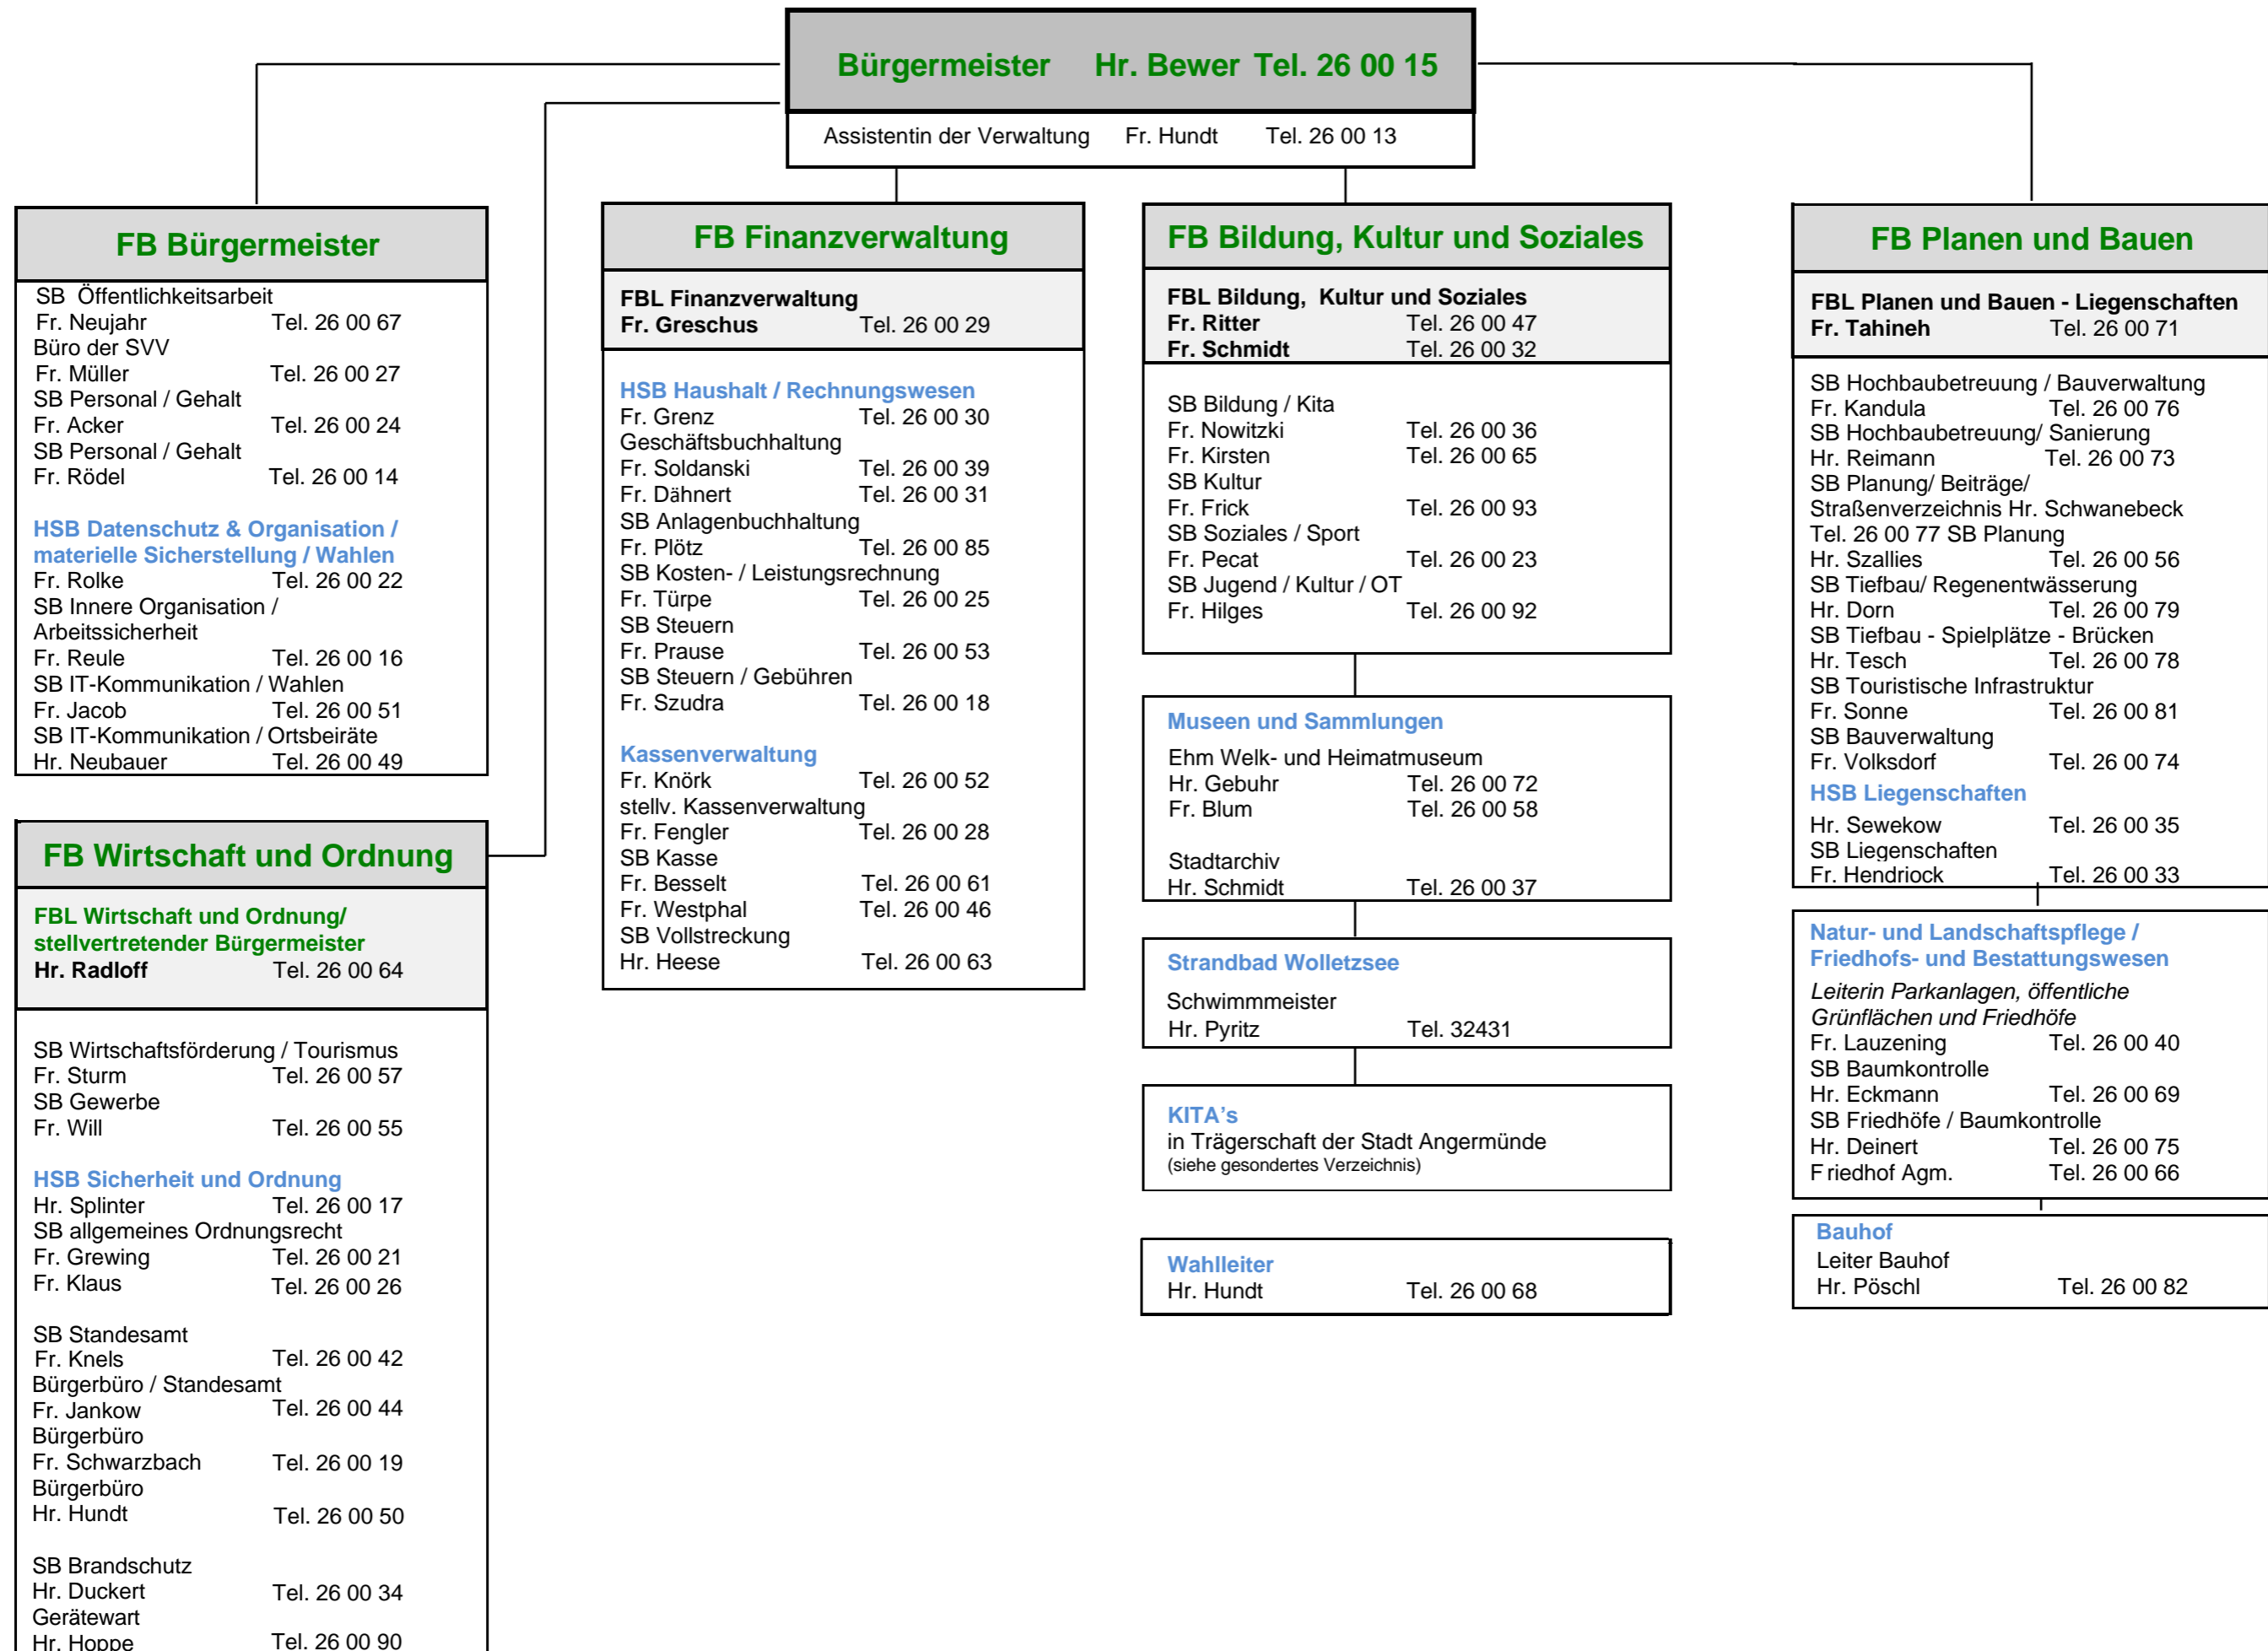 Bürgermeister Hr. Bewer Tel. 26 00 15
Assistentin der Verwaltung Fr. Hundt Tel. 26 00 13
FB Bürgermeister
SB Öffentlichkeitsarbeit
Fr. Neujahr Tel. 26 00 67
Büro der SVV
Fr. Müller Tel. 26 00 27
SB Personal / Gehalt
Fr. Acker Tel. 26 00 24
SB Personal / Gehalt
Fr. Rödel Tel. 26 00 14
HSB Datenschutz & Organisation /
materielle Sicherstellung / Wahlen
Fr. Rolke Tel. 26 00 22
SB Innere Organisation /
Arbeitssicherheit
Fr. Reule Tel. 26 00 16
SB IT-Kommunikation / Wahlen
Fr. Jacob Tel. 26 00 51
SB IT-Kommunikation / Ortsbeiräte
Hr. Neubauer Tel. 26 00 49
FB Wirtschaft und Ordnung
FBL Wirtschaft und Ordnung/
stellvertretender Bürgermeister
Hr. Radloff Tel. 26 00 64
SB Wirtschaftsförderung / Tourismus
Fr. Sturm Tel. 26 00 57
SB Gewerbe
Fr. Will Tel. 26 00 55
HSB Sicherheit und Ordnung
Hr. Splinter Tel. 26 00 17
SB allgemeines Ordnungsrecht
Fr. Grewing Tel. 26 00 21
Fr. Klaus Tel. 26 00 26
SB Standesamt
Fr. Knels Tel. 26 00 42
Bürgerbüro / Standesamt
Fr. Jankow Tel. 26 00 44
Bürgerbüro
Fr. Schwarzbach Tel. 26 00 19
Bürgerbüro
Hr. Hundt Tel. 26 00 50
SB Brandschutz
Hr. Duckert Tel. 26 00 34
Gerätewart
Hr. Hoppe Tel. 26 00 90
FB Finanzverwaltung
FBL Finanzverwaltung
Fr. Greschus Tel. 26 00 29
HSB Haushalt / Rechnungswesen
Fr. Grenz Tel. 26 00 30
Geschäftsbuchhaltung
Fr. Soldanski Tel. 26 00 39
Fr. Dähnert Tel. 26 00 31
SB Anlagenbuchhaltung
Fr. Plötz Tel. 26 00 85
SB Kosten- / Leistungsrechnung
Fr. Türpe Tel. 26 00 25
SB Steuern
Fr. Prause Tel. 26 00 53
SB Steuern / Gebühren
Fr. Szudra Tel. 26 00 18
Kassenverwaltung
Fr. Knörk Tel. 26 00 52
stellv. Kassenverwaltung
Fr. Fengler Tel. 26 00 28
SB Kasse
Fr. Besselt Tel. 26 00 61
Fr. Westphal Tel. 26 00 46
SB Vollstreckung
Hr. Heese Tel. 26 00 63
FB Bildung, Kultur und Soziales
FBL Bildung, Kultur und Soziales
Fr. Ritter Tel. 26 00 47
Fr. Schmidt Tel. 26 00 32
SB Bildung / Kita
Fr. Nowitzki Tel. 26 00 36
Fr. Kirsten Tel. 26 00 65
SB Kultur
Fr. Frick Tel. 26 00 93
SB Soziales / Sport
Fr. Pecat Tel. 26 00 23
SB Jugend / Kultur / OT
Fr. Hilges Tel. 26 00 92
Museen und Sammlungen
Ehm Welk- und Heimatmuseum
Hr. Gebuhr Tel. 26 00 72
Fr. Blum Tel. 26 00 58
Stadtarchiv
Hr. Schmidt Tel. 26 00 37
Strandbad Wolletzsee
Schwimmmeister
Hr. Pyritz Tel. 32431
KITA's
in Trägerschaft der Stadt Angermünde
(siehe gesondertes Verzeichnis)
Wahlleiter
Hr. Hundt Tel. 26 00 68
FB Planen und Bauen
FBL Planen und Bauen - Liegenschaften
Fr. Tahineh Tel. 26 00 71
SB Hochbaubetreuung / Bauverwaltung
Fr. Kandula Tel. 26 00 76
SB Hochbaubetreuung/ Sanierung
Hr. Reimann Tel. 26 00 73
SB Planung/ Beiträge/
Straßenverzeichnis Hr. Schwanebeck
Tel. 26 00 77 SB Planung
Hr. Szallies Tel. 26 00 56
SB Tiefbau/ Regenentwässerung
Hr. Dorn Tel. 26 00 79
SB Tiefbau - Spielplätze - Brücken
Hr. Tesch Tel. 26 00 78
SB Touristische Infrastruktur
Fr. Sonne Tel. 26 00 81
SB Bauverwaltung
Fr. Volksdorf Tel. 26 00 74
HSB Liegenschaften
Hr. Sewekow Tel. 26 00 35
SB Liegenschaften
Fr. Hendriock Tel. 26 00 33
Natur- und Landschaftspflege /
Friedhofs- und Bestattungswesen
Leiterin Parkanlagen, öffentliche
Grünflächen und Friedhöfe
Fr. Lauzening Tel. 26 00 40
SB Baumkontrolle
Hr. Eckmann Tel. 26 00 69
SB Friedhöfe / Baumkontrolle
Hr. Deinert Tel. 26 00 75
Friedhof Agm. Tel. 26 00 66
Bauhof
Leiter Bauhof
Hr. Pöschl Tel. 26 00 82